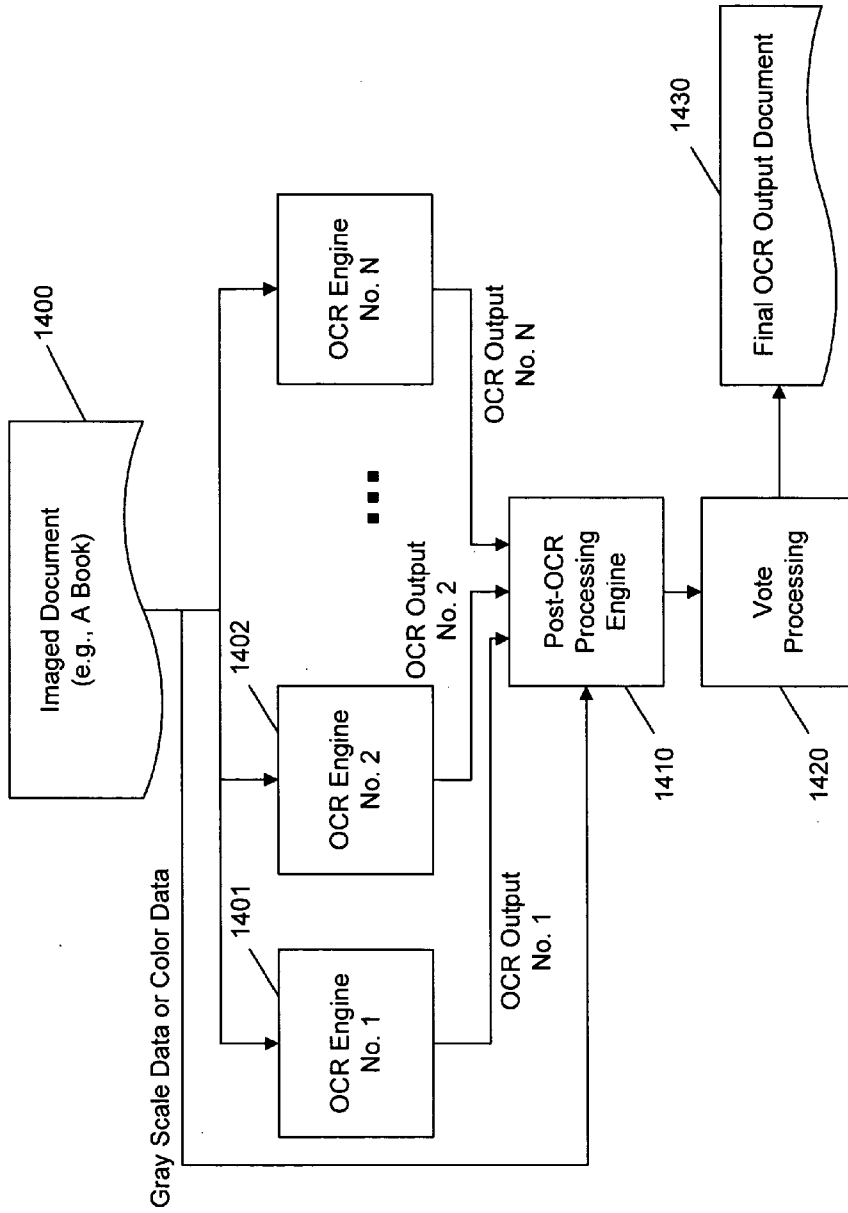 1400
Imaged Document
(e.g., A Book)
Gray Scale Data or Color Data
1401
1402
OCR Engine
No. 1
OCR Engine
No. 2
OCR Engine
No. N
OCR Output
No. 1
OCR Output
No. 2
OCR Output
No. N
Post-OCR
Processing
Engine
1410
Vote
Processing
1420
1430
Final OCR Output Document